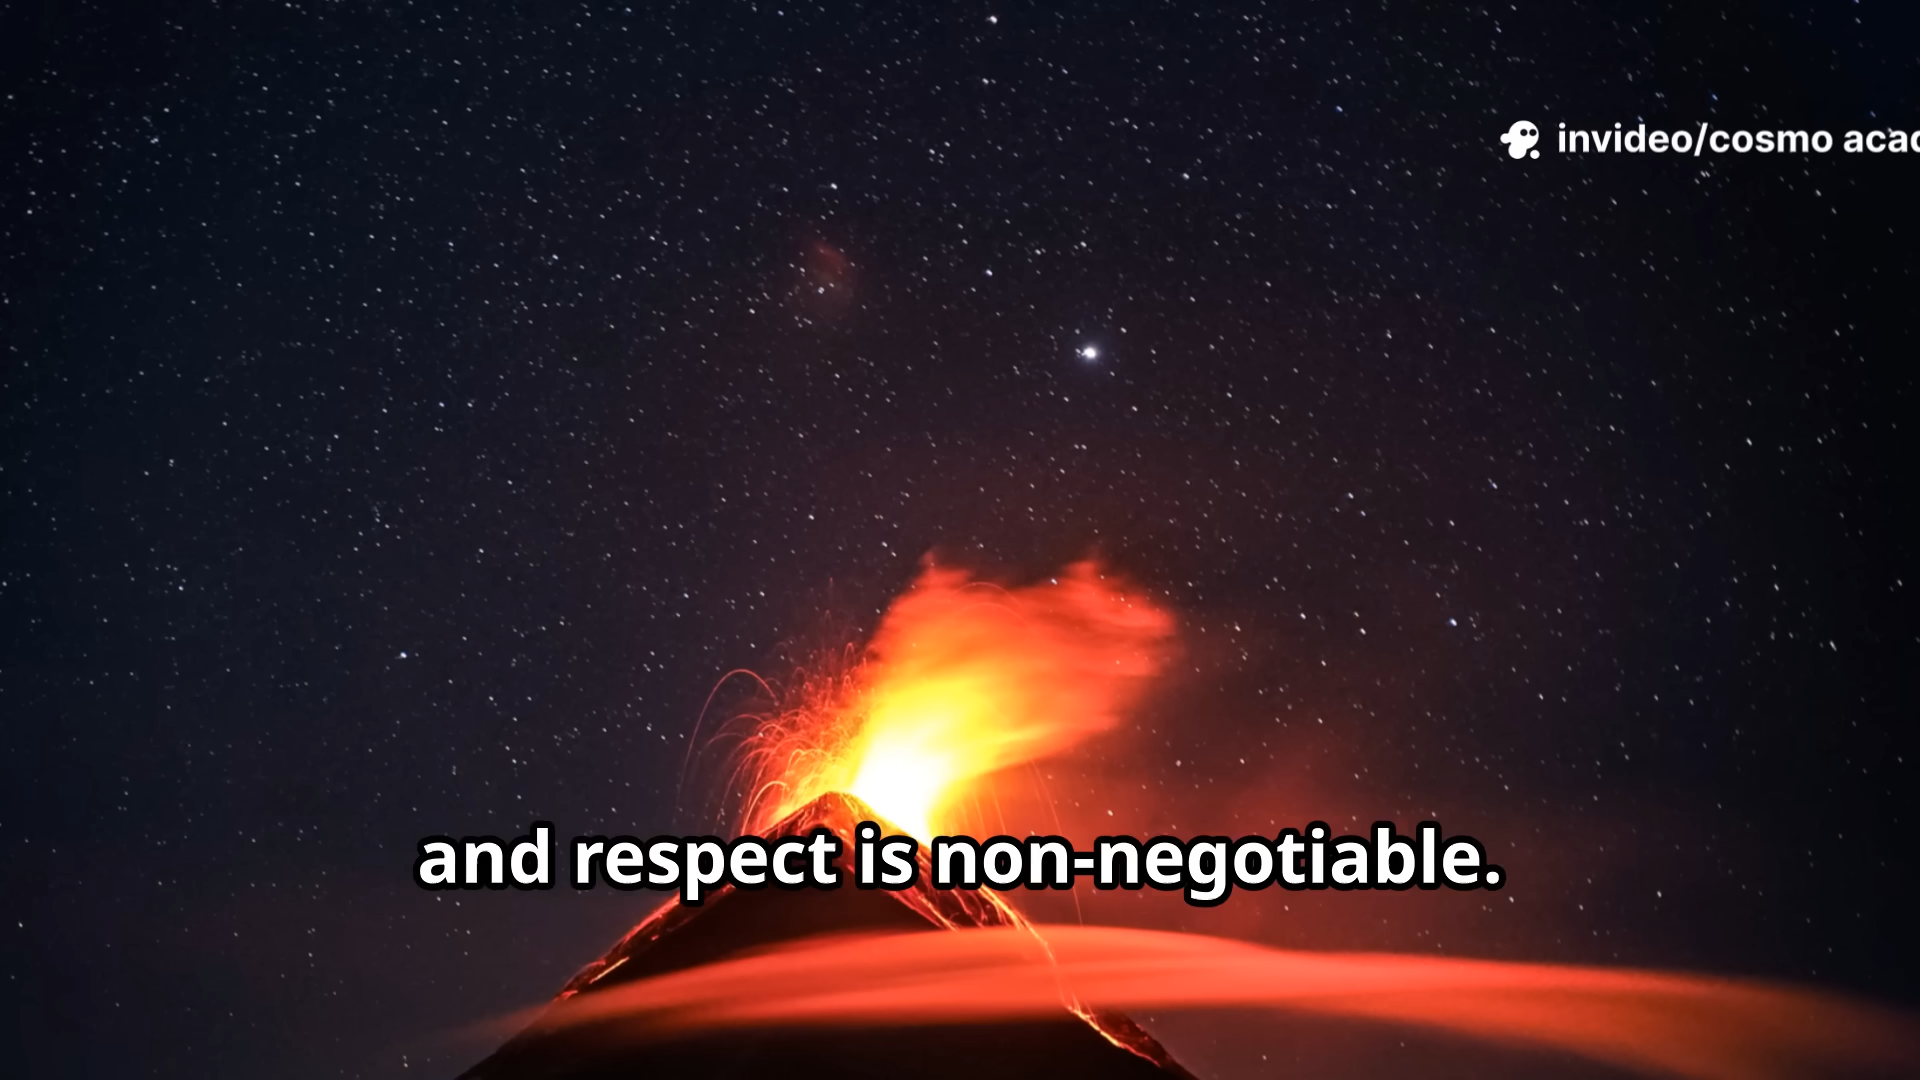 invideo/cosmo
and respect is non-negotiable.